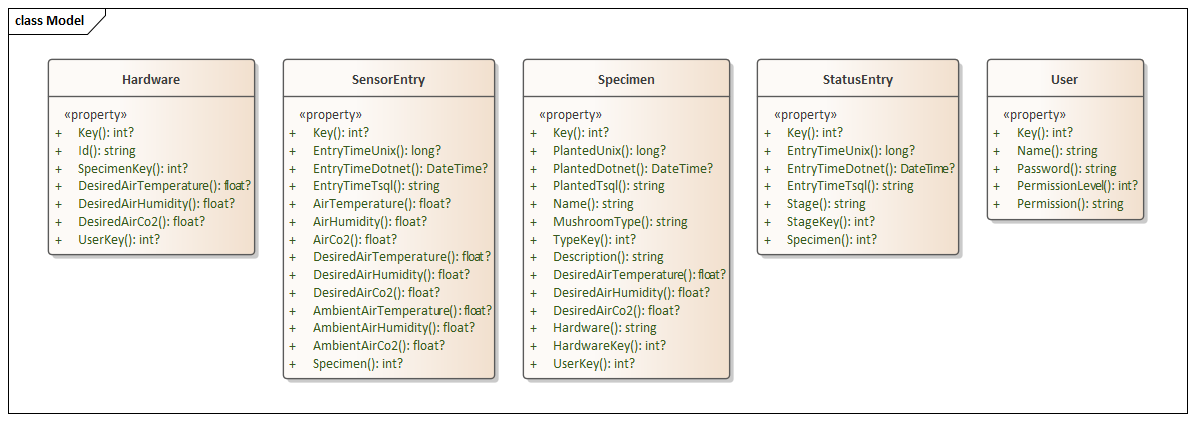 class Model
Hardware
«property»
+ Key(): int?
+ Id(): string
+ SpecimenKey(): int?
+ DesiredAirTemperature(): float?
+ DesiredAirHumidity(): float?
+ DesiredAirCo2(): float?
+ UserKey(): int?
SensorEntry
«property»
+ Key(): int?
+ EntryTimeUnix(): long?
+ EntryTimeDotnet(): DateTime?
+ EntryTimeTsql(): string
+ AirTemperature(): float?
+ AirHumidity(): float?
+ AirCo2(): float?
+ DesiredAirTemperature(): float?
+ DesiredAirHumidity(): float?
+ DesiredAirCo2(): float?
+ AmbientAirTemperature(): float?
+ AmbientAirHumidity(): float?
+ AmbientAirCo2(): float?
+ Specimen(): int?
Specimen
«property»
+ Key(): int?
+ PlantedUnix(): long?
+ PlantedDotnet(): DateTime?
+ PlantedTsql(): string
+ Name(): string
+ MushroomType(): string
+ TypeKey(): int?
+ Description(): string
+ DesiredAirTemperature(): float?
+ DesiredAirHumidity(): float?
+ DesiredAirCo2(): float?
+ Hardware(): string
+ HardwareKey(): int?
+ UserKey(): int?
StatusEntry
«property»
+ Key(): int?
+ EntryTimeUnix(): long?
+ EntryTimeDotnet(): DateTime?
+ EntryTimeTsql(): string
+ Stage(): string
+ StageKey(): int?
+ Specimen(): int?
User
«property»
+ Key(): int?
+ Name(): string
+ Password(): string
+ PermissionLevel(): int?
+ Permission(): string